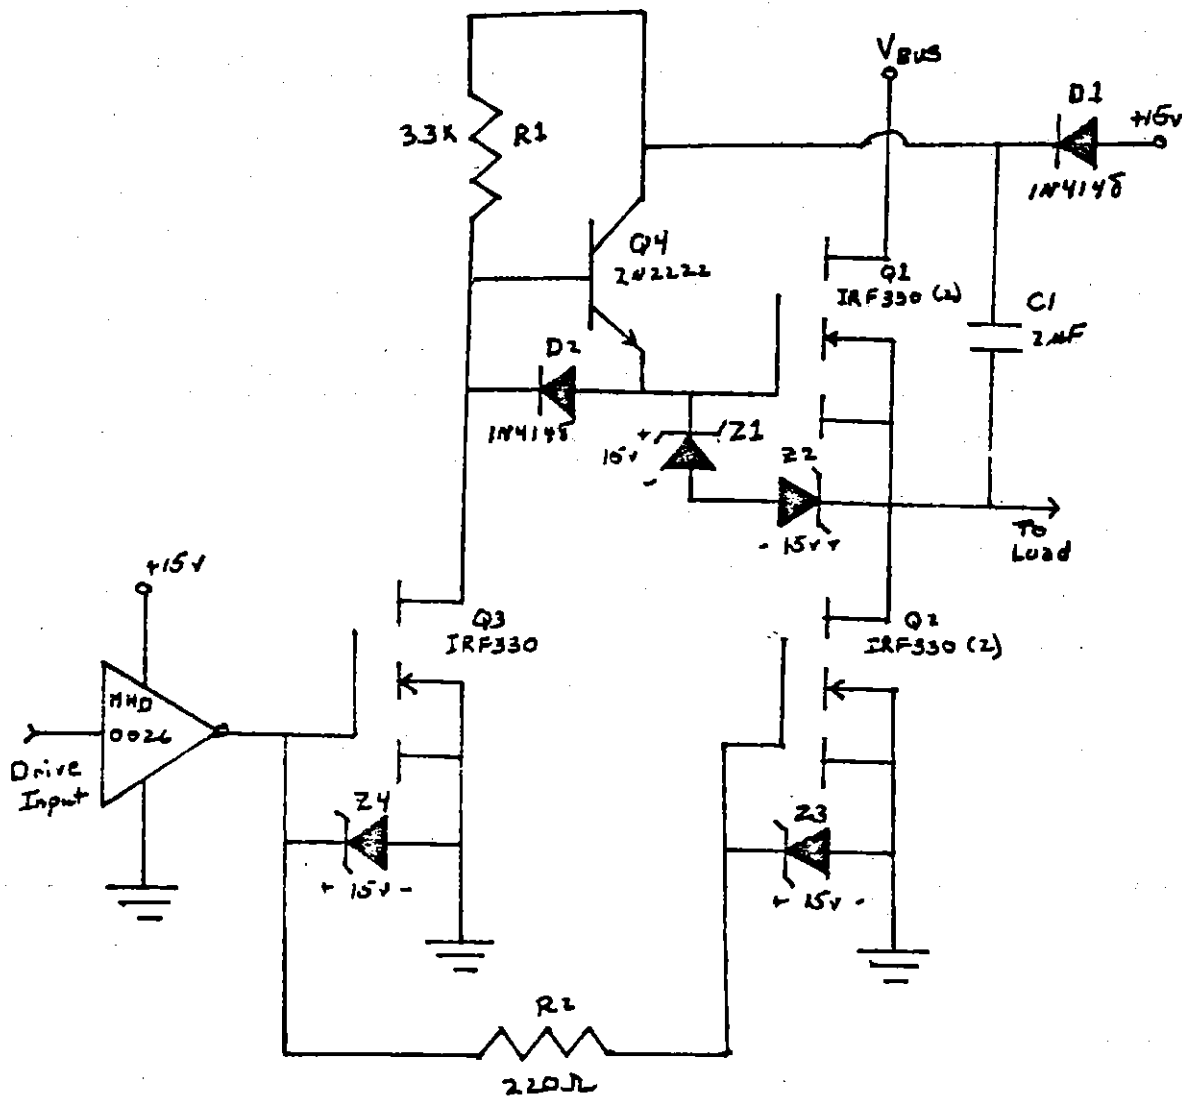 VBUS
D1
+15v
3.3K
R1
1N4148
Q4
2N2222
Q1
IRF330 (2)
C1
2μF
D2
1N4148
+
Z1
15v
-
Z2
- 15v +
To
Load
+15v
Q3
IRF330
Q2
IRF330 (2)
MHD
0026
Drive
Input
Z4
+ 15v -
Z3
+ 15v -
R2
220Ω